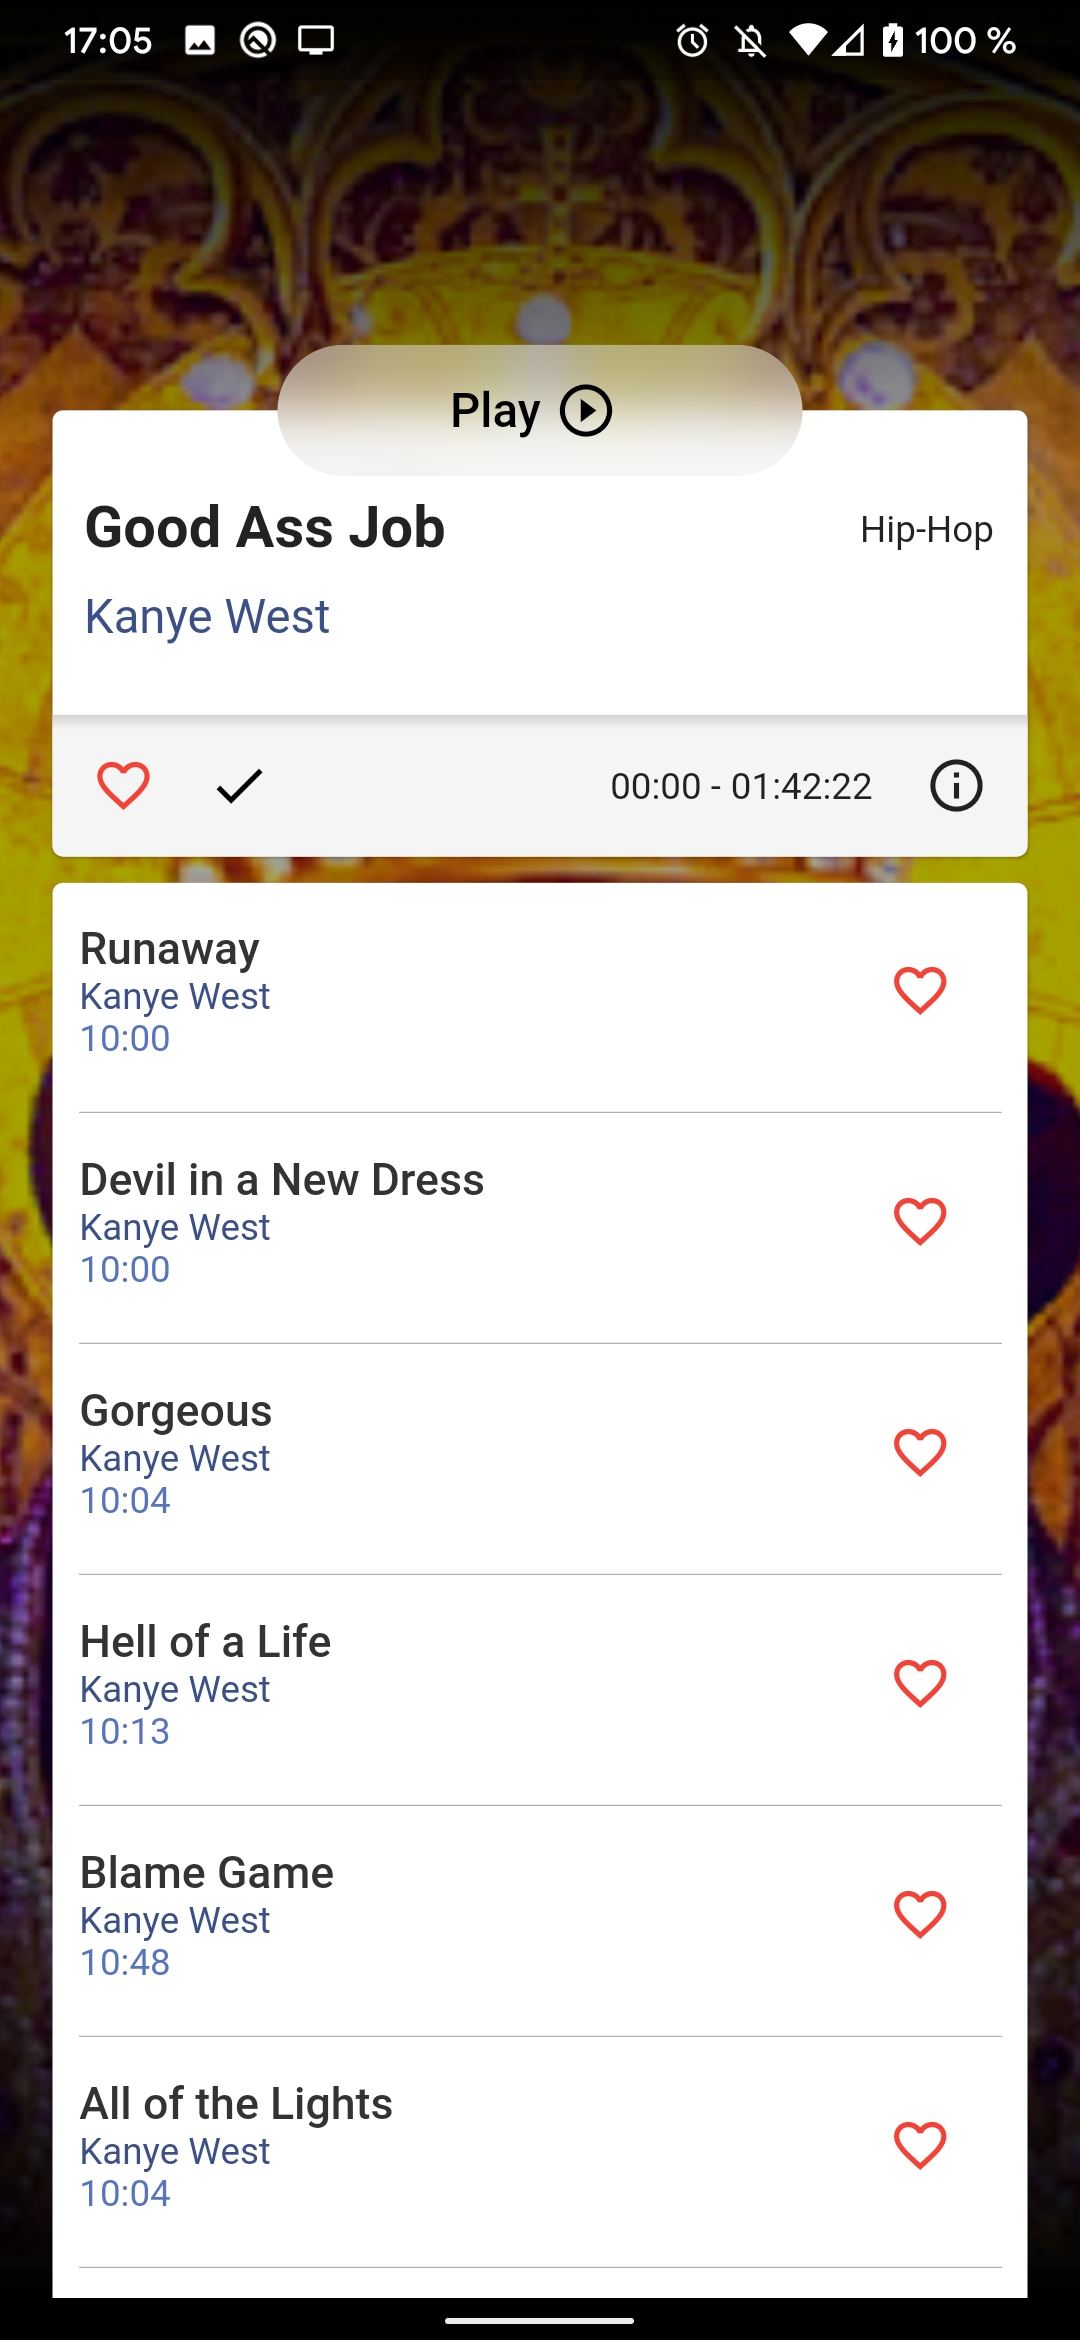 17:05 100 %
Play
Good Ass Job
Hip-Hop
Kanye West
00:00 - 01:42:22
Runaway
Kanye West
10:00
Devil in a New Dress
Kanye West
10:00
Gorgeous
Kanye West
10:04
Hell of a Life
Kanye West
10:13
Blame Game
Kanye West
10:48
All of the Lights
Kanye West
10:04